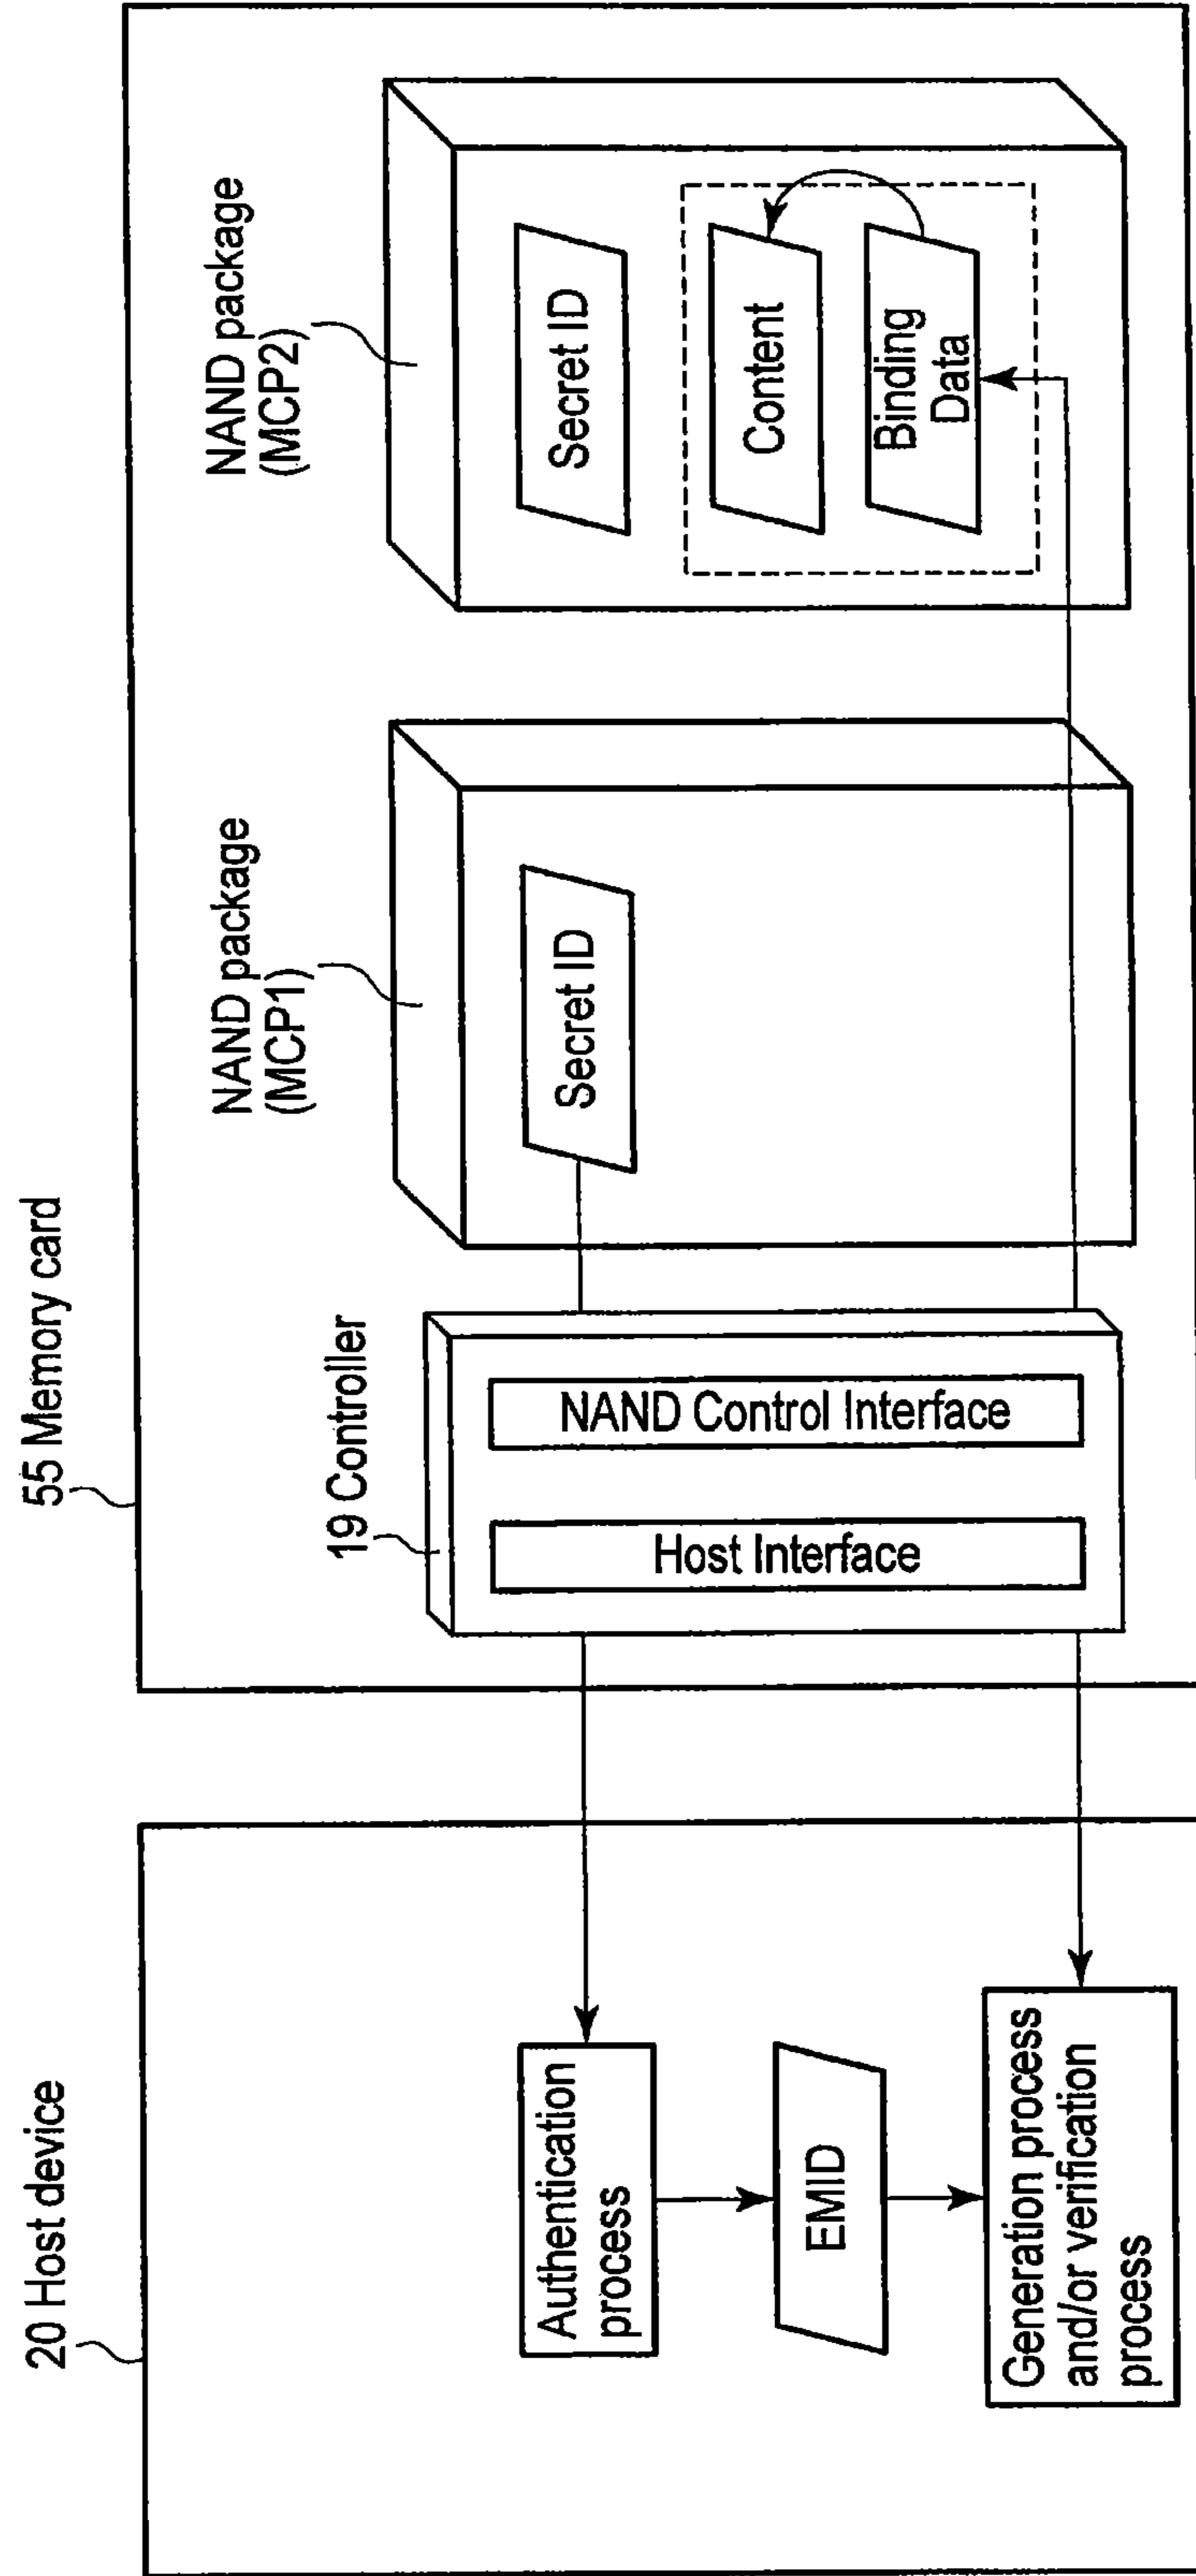 20 Host device
Authentication
process
EMID
Generation process
and/or verification
process
55 Memory card
19 Controller
Host Interface
NAND Control Interface
NAND package
(MCP1)
Secret ID
NAND package
(MCP2)
Secret ID
Content
Binding
Data